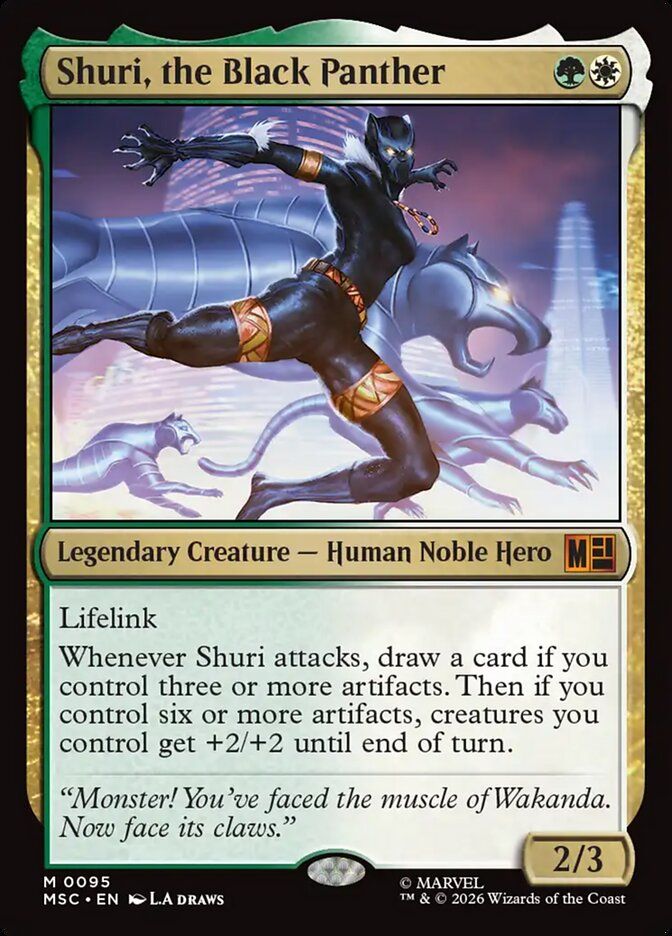 Shuri, the Black Panther
Legendary Creature — Human Noble Hero
Lifelink
Whenever Shuri attacks, draw a card if you
control three or more artifacts. Then if you
control six or more artifacts, creatures you
control get +2/+2 until end of turn.
“Monster! You’ve faced the muscle of Wakanda.
Now face its claws.”
2/3
M 0095
MSC • EN L.A DRAWS
© MARVEL
™ & © 2026 Wizards of the Coast